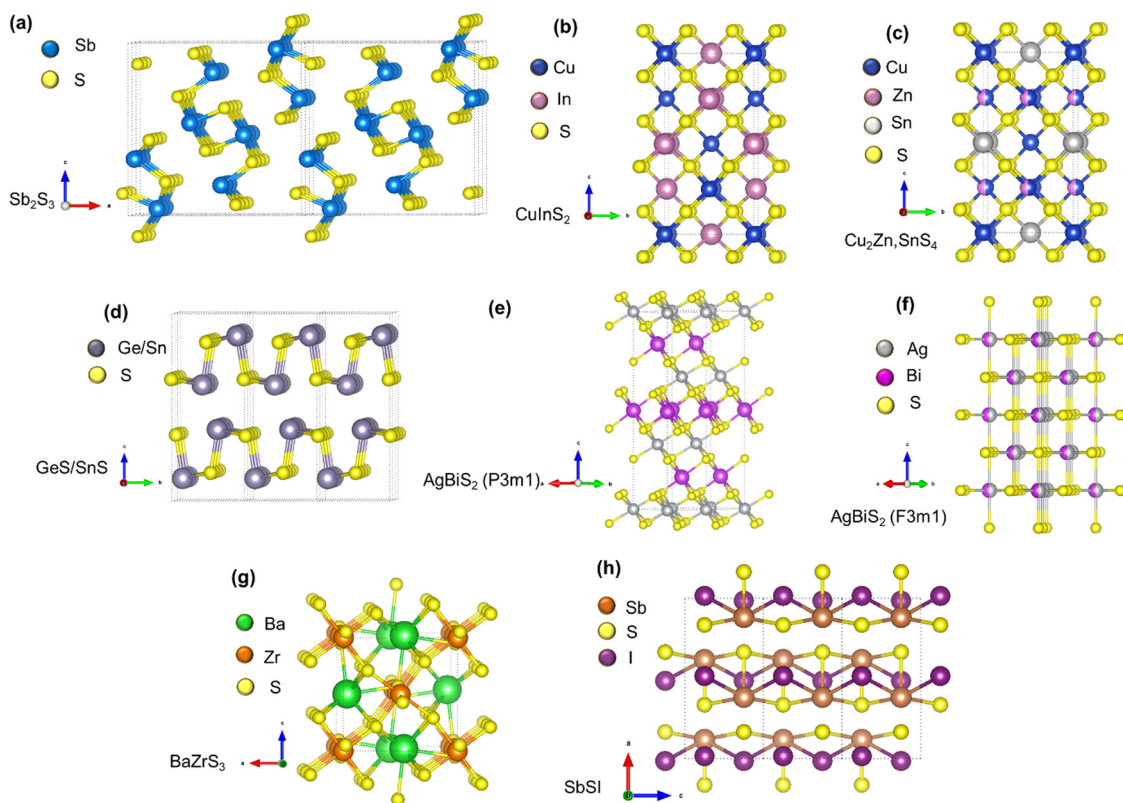 (a)
Sb
S
c
a
Sb₂S₃
(b)
Cu
In
S
c
b
CuInS₂
(c)
Cu
Zn
Sn
S
c
b
Cu₂Zn,SnS₄
(d)
Ge/Sn
S
c
b
GeS/SnS
(e)
c
a
b
AgBiS₂ (P3m1)
(f)
Ag
Bi
S
c
a
b
AgBiS₂ (F3m1)
(g)
Ba
Zr
S
c
a
BaZrS₃
(h)
Sb
S
I
a
c
SbSI